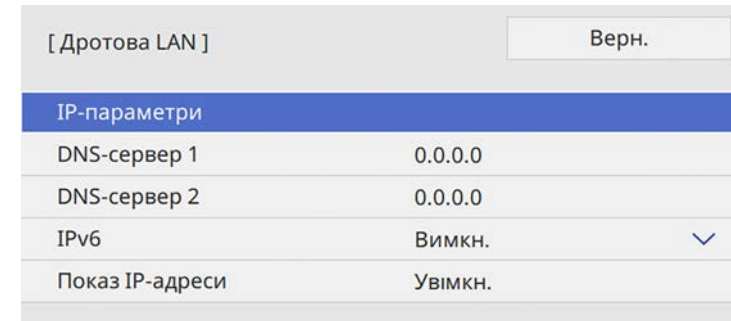 [ Дротова LAN ]
Верн.
IP-параметри
DNS-сервер 1 0.0.0.0
DNS-сервер 2 0.0.0.0
IPv6 Вимкн.
Показ IP-адреси Увімкн.